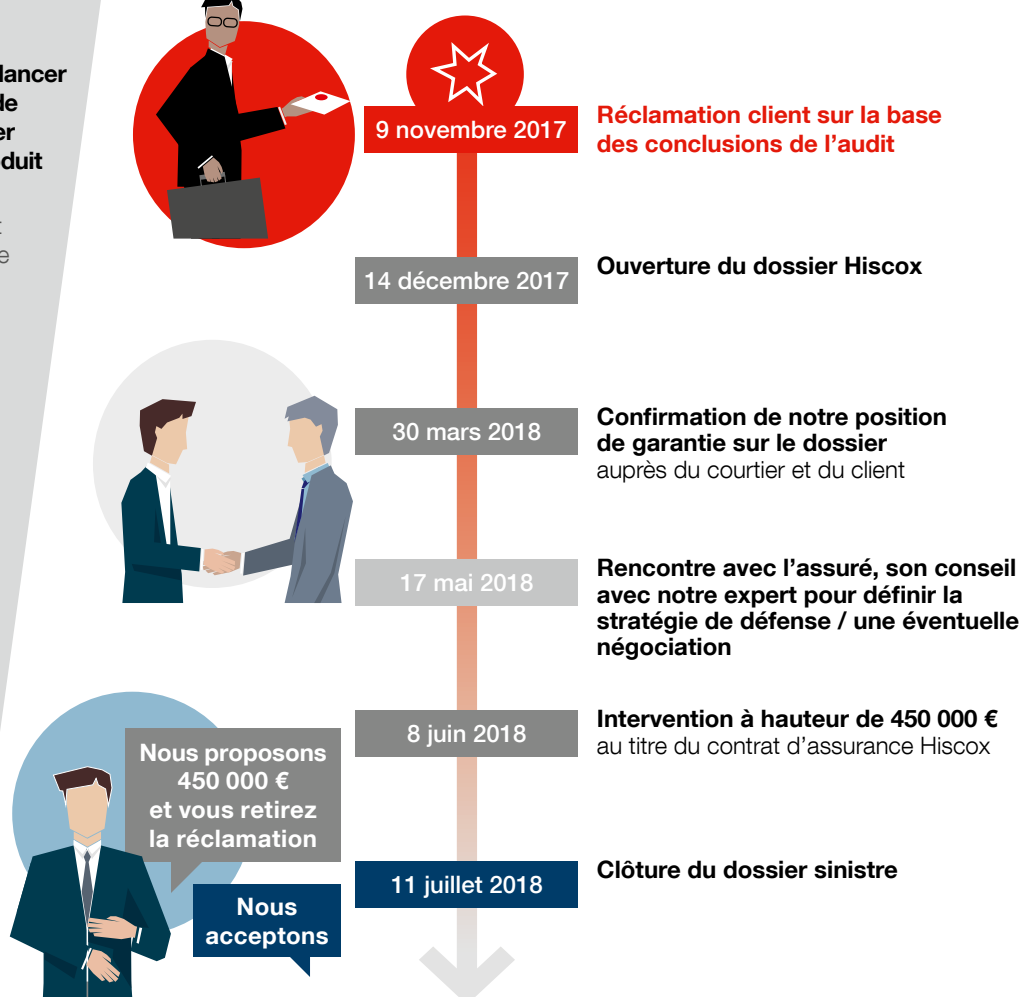 lancer
de
er
duit
t
e
9 novembre 2017
Réclamation client sur la base
des conclusions de l’audit
14 décembre 2017
Ouverture du dossier Hiscox
30 mars 2018
Confirmation de notre position
de garantie sur le dossier
auprès du courtier et du client
17 mai 2018
Rencontre avec l’assuré, son conseil
avec notre expert pour définir la
stratégie de défense / une éventuelle
négociation
8 juin 2018
Intervention à hauteur de 450 000 €
au titre du contrat d’assurance Hiscox
Nous proposons
450 000 €
et vous retirez
la réclamation
Nous
acceptons
11 juillet 2018
Clôture du dossier sinistre